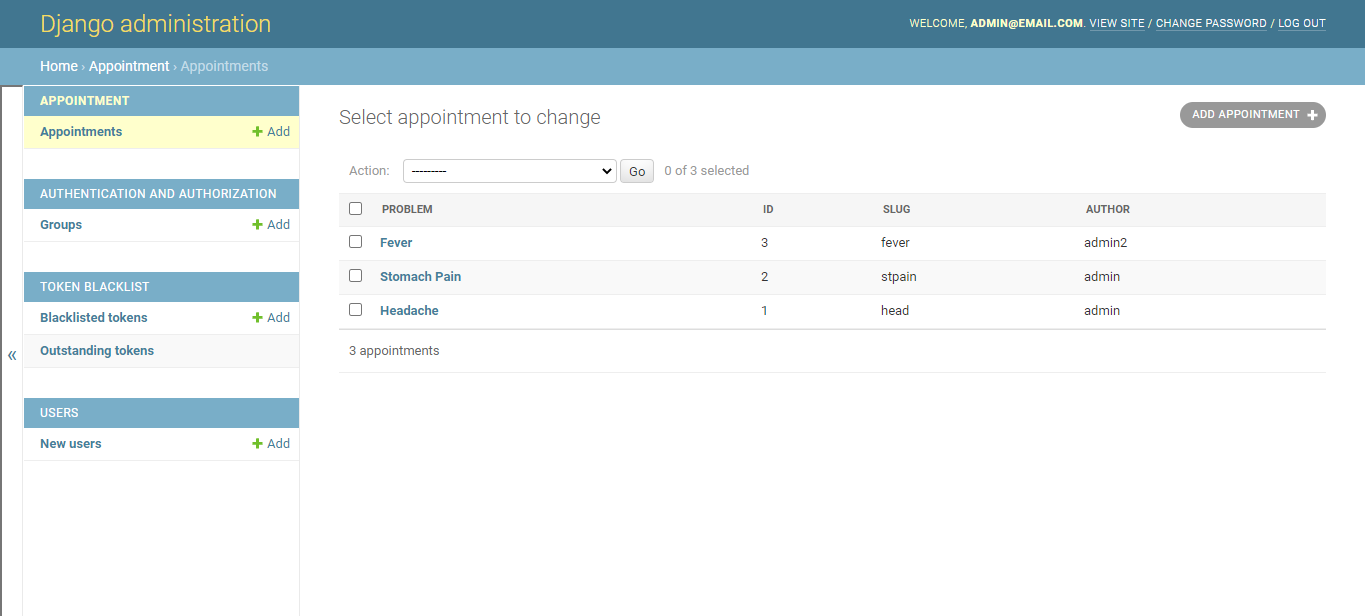 Django administration
WELCOME, ADMIN@EMAIL.COM. VIEW SITE / CHANGE PASSWORD / LOG OUT
Home › Appointment › Appointments
«
APPOINTMENT
Appointments + Add
AUTHENTICATION AND AUTHORIZATION
Groups + Add
TOKEN BLACKLIST
Blacklisted tokens + Add
Outstanding tokens
USERS
New users + Add
Select appointment to change
ADD APPOINTMENT +
Action: --------- Go 0 of 3 selected
PROBLEM ID SLUG AUTHOR
Fever 3 fever admin2
Stomach Pain 2 stpain admin
Headache 1 head admin
3 appointments